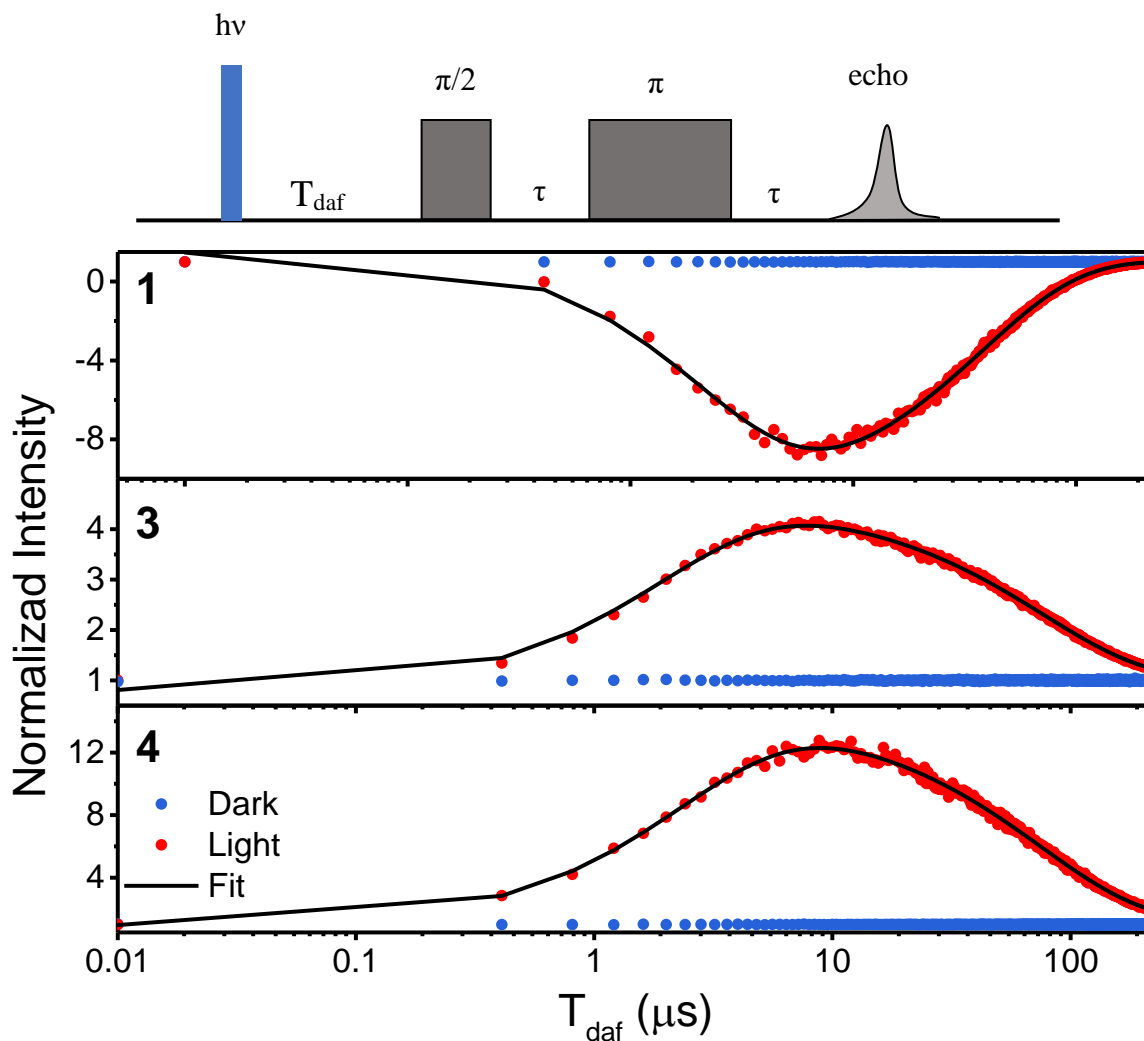 hν
π/2
π
echo
T_daf
τ
τ
1
0
-4
-8
3
4
3
2
1
4
12
8
4
Dark
Light
Fit
Normalizad Intensity
0.01
0.1
1
10
100
T_daf (μs)